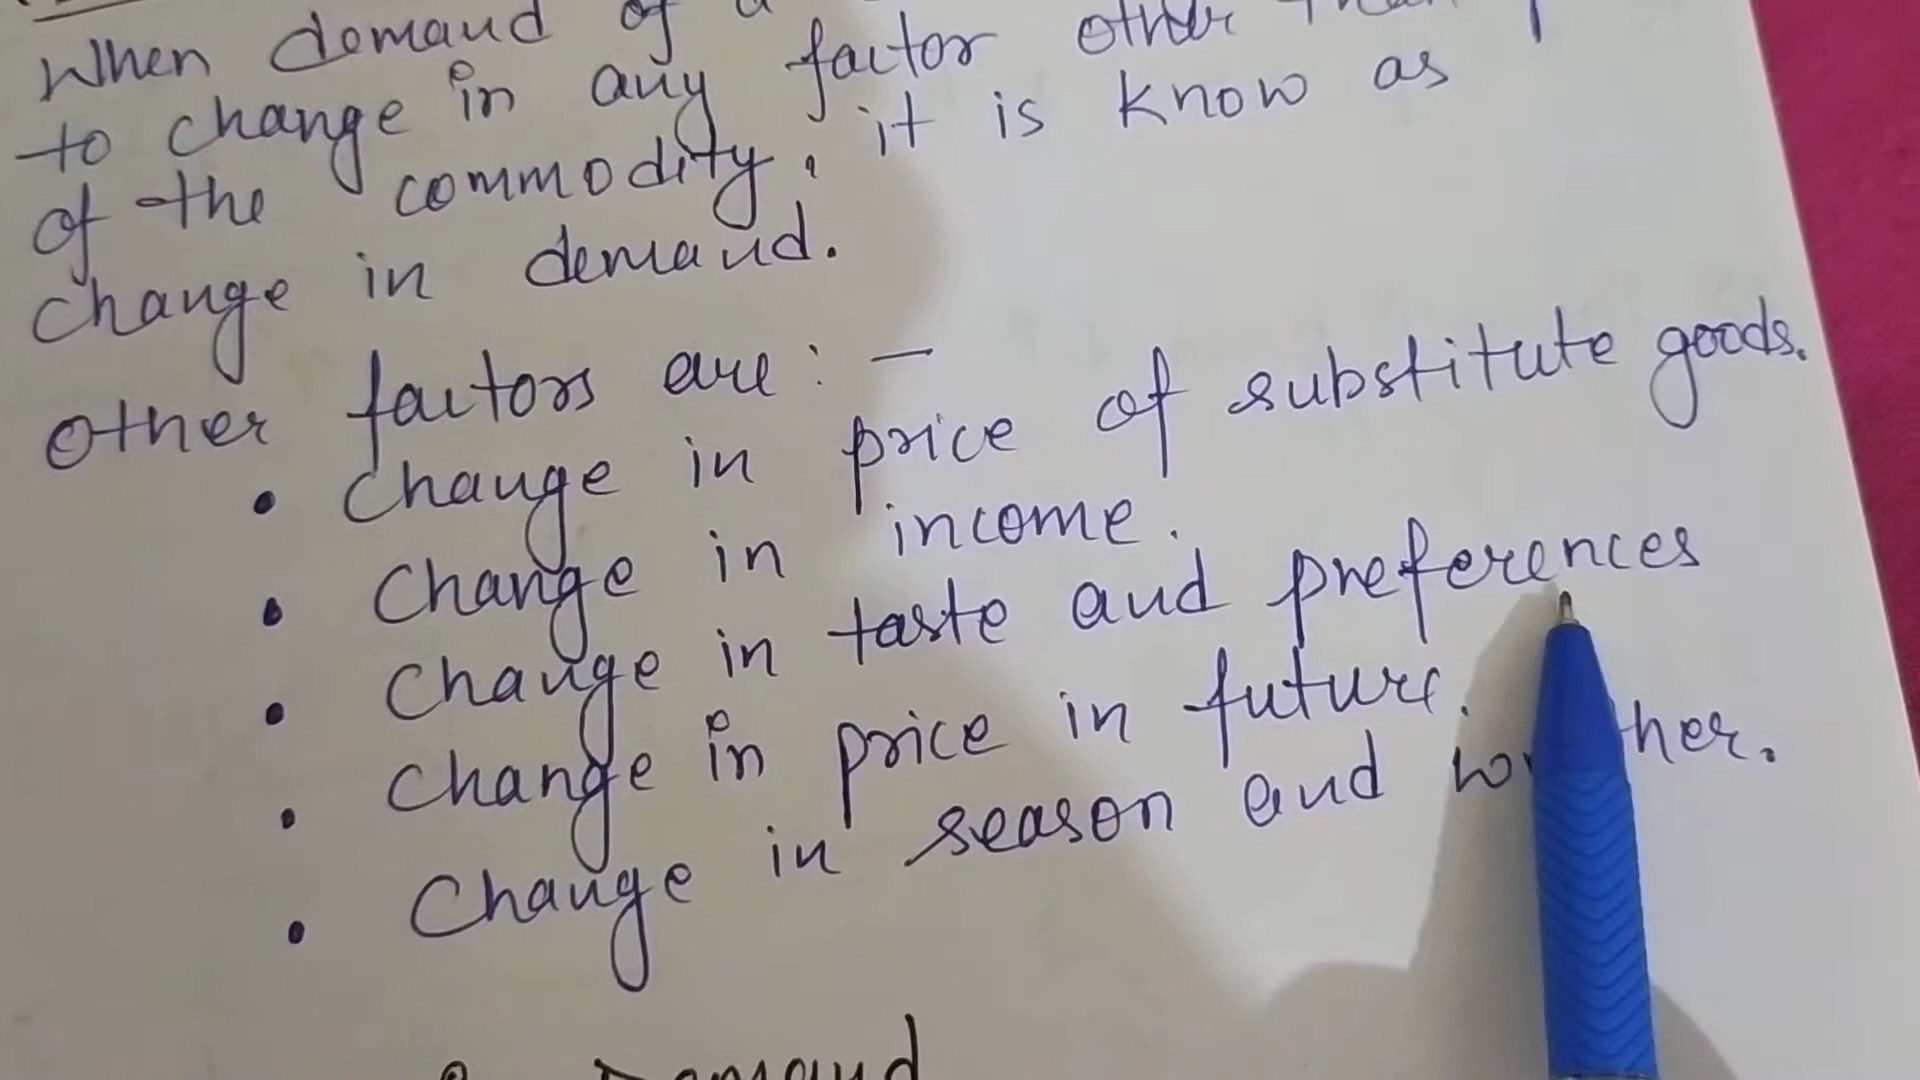 When demand of a
to change in any factor other than
of the commodity, it is know as
change in demand.
Other factors are : —
• Change in price of substitute goods.
• Change in income.
• Change in taste and preferences
• Change in price in future.
• Change in season and
Demand